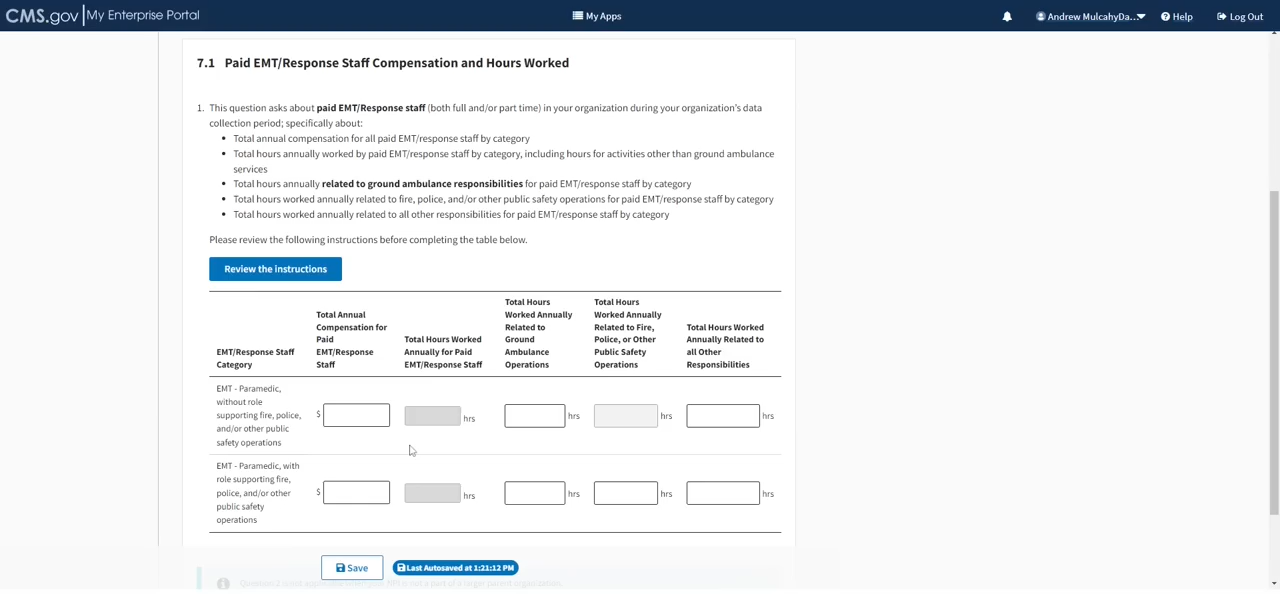 CMS.gov | My Enterprise Portal
My Apps
Andrew MulcahyDa...
Help
Log Out
7.1 Paid EMT/Response Staff Compensation and Hours Worked
1. This question asks about paid EMT/Response staff (both full and/or part time) in your organization during your organization's data
collection period; specifically about:
• Total annual compensation for all paid EMT/response staff by category
• Total hours annually worked by paid EMT/response staff by category, including hours for activities other than ground ambulance
services
• Total hours annually related to ground ambulance responsibilities for paid EMT/response staff by category
• Total hours worked annually related to fire, police, and/or other public safety operations for paid EMT/response staff by category
• Total hours worked annually related to all other responsibilities for paid EMT/response staff by category
Please review the following instructions before completing the table below.
Review the instructions
EMT/Response Staff
Category
Total Annual
Compensation for
Paid
EMT/Response
Staff
Total Hours Worked
Annually for Paid
EMT/Response Staff
Total Hours
Worked Annually
Related to
Ground
Ambulance
Operations
Total Hours
Worked Annually
Related to Fire,
Police, or Other
Public Safety
Operations
Total Hours Worked
Annually Related to
all Other
Responsibilities
EMT - Paramedic,
without role
supporting fire, police,
and/or other public
safety operations
$ hrs hrs hrs hrs
EMT - Paramedic, with
role supporting fire,
police, and/or other
public safety
operations
$ hrs hrs hrs hrs
Save
Last Autosaved at 1:21:12 PM